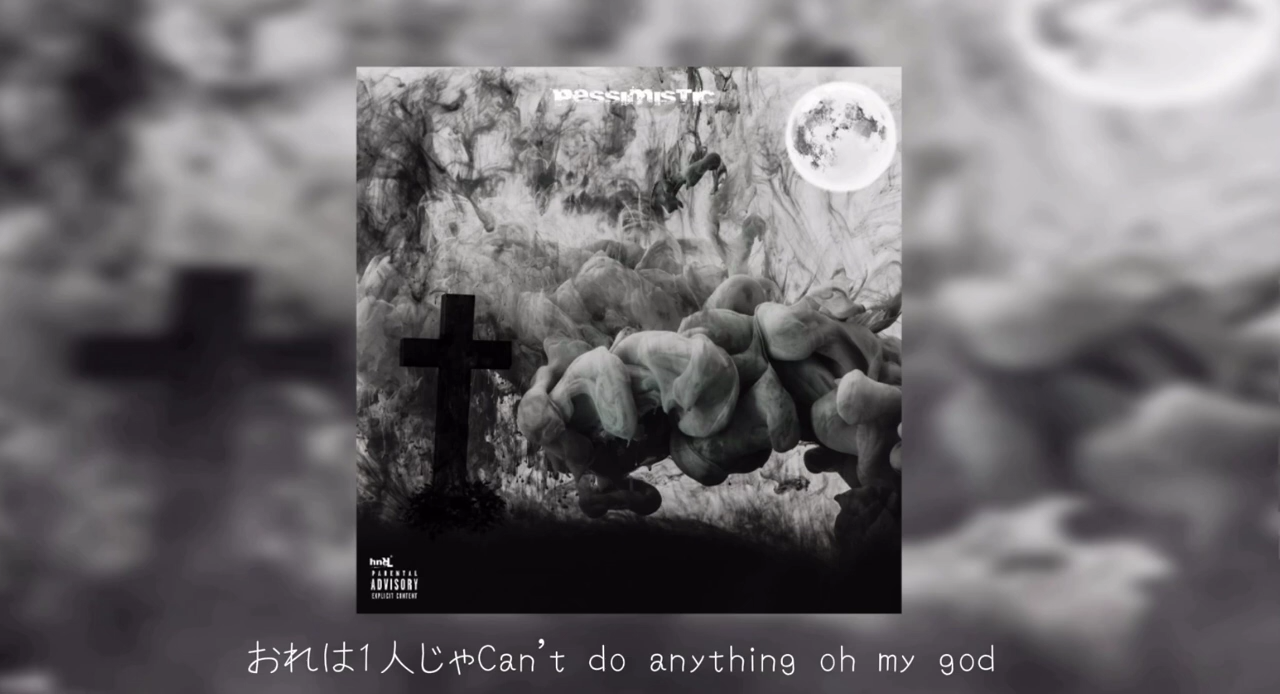 pessimistic
PARENTAL
ADVISORY
EXPLICIT CONTENT
おれは1人じゃCan't do anything oh my god